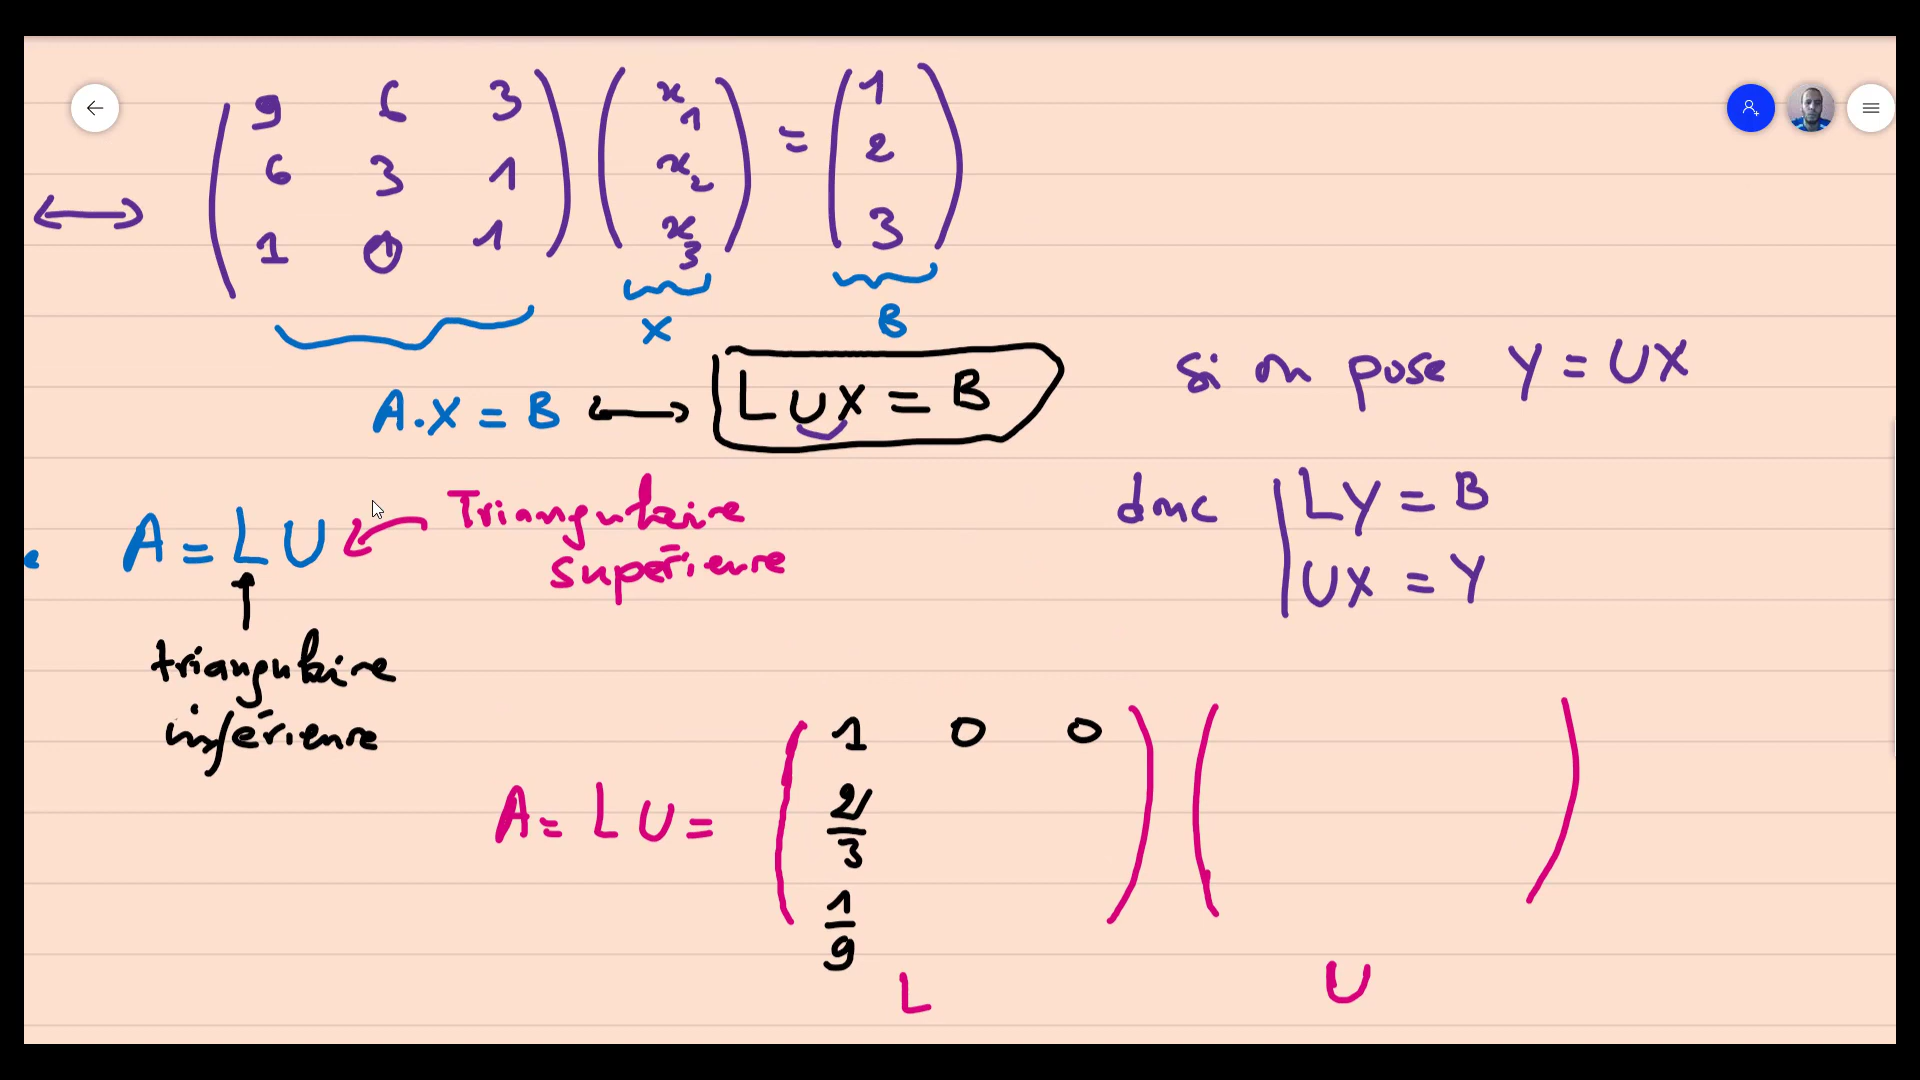 ⟷ ( 9 6 3 ) ( x₁ ) = ( 1 )
( 6 3 1 ) ( x₂ ) ( 2 )
( 1 0 1 ) ( x₃ ) ( 3 )
X B
si on pose Y = UX
A.X = B ⟷ LUX = B
donc | LY = B
| UX = Y
e A = LU ← Triangulaire
supérieure
↑
triangulaire
inférieure
A = LU = ( 1 0 0 ) ( )
2/3
1/9
L U